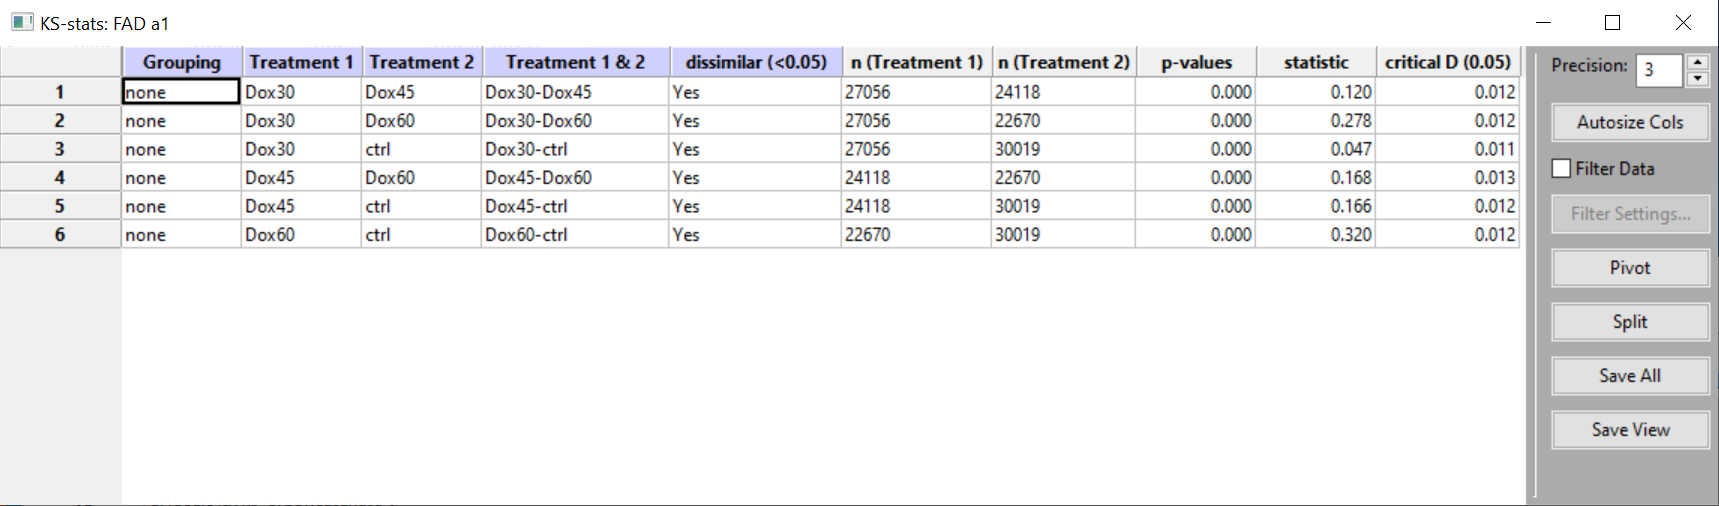 KS-stats: FAD a1
Grouping Treatment 1 Treatment 2 Treatment 1 & 2 dissimilar (<0.05) n (Treatment 1) n (Treatment 2) p-values statistic critical D (0.05)
1 none Dox30 Dox45 Dox30-Dox45 Yes 27056 24118 0.000 0.120 0.012
2 none Dox30 Dox60 Dox30-Dox60 Yes 27056 22670 0.000 0.278 0.012
3 none Dox30 ctrl Dox30-ctrl Yes 27056 30019 0.000 0.047 0.011
4 none Dox45 Dox60 Dox45-Dox60 Yes 24118 22670 0.000 0.168 0.013
5 none Dox45 ctrl Dox45-ctrl Yes 24118 30019 0.000 0.166 0.012
6 none Dox60 ctrl Dox60-ctrl Yes 22670 30019 0.000 0.320 0.012
Precision: 3
Autosize Cols
Filter Data
Filter Settings...
Pivot
Split
Save All
Save View